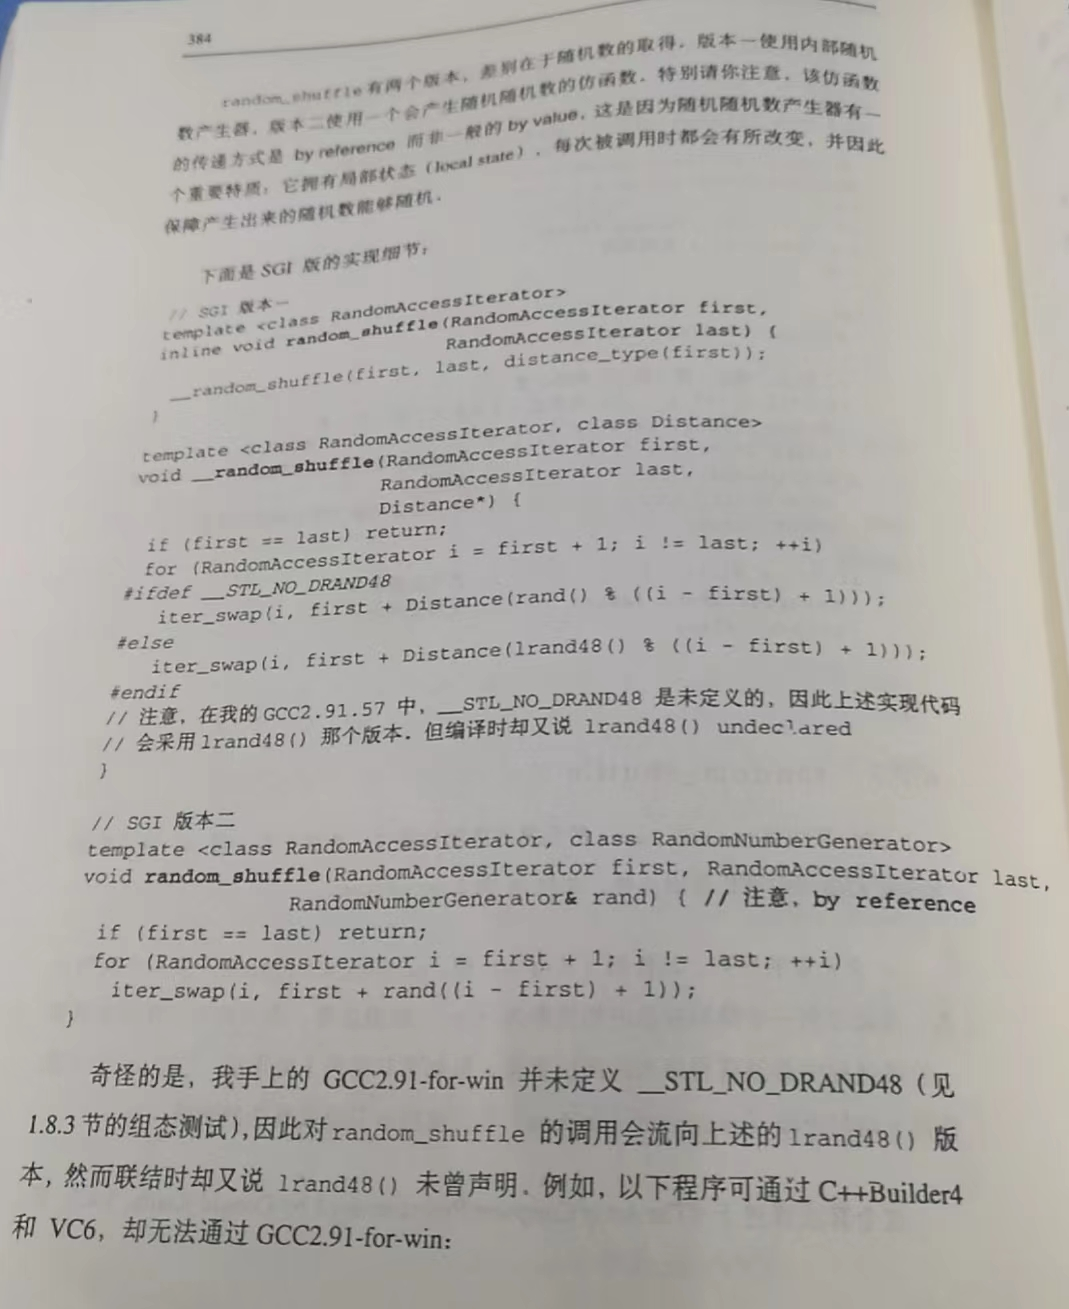 384
random_shuffle 有两个版本，差别在于随机数的取得。版本一使用内部随机
数产生器，版本二使用一个会产生随机随机数的仿函数。特别请你注意，该仿函数
的传递方式是 by reference 而非一般的 by value，这是因为随机随机数产生器有一
个重要特质：它拥有局部状态（local state），每次被调用时都会有所改变，并因此
保障产生出来的随机数能够随机。
下面是 SGI 版的实现细节：
// SGI 版本一
template <class RandomAccessIterator>
inline void random_shuffle(RandomAccessIterator first,
RandomAccessIterator last) {
__random_shuffle(first, last, distance_type(first));
}
template <class RandomAccessIterator, class Distance>
void __random_shuffle(RandomAccessIterator first,
RandomAccessIterator last,
Distance*) {
if (first == last) return;
for (RandomAccessIterator i = first + 1; i != last; ++i)
#ifdef __STL_NO_DRAND48
iter_swap(i, first + Distance(rand() % ((i - first) + 1)));
#else
iter_swap(i, first + Distance(lrand48() % ((i - first) + 1)));
#endif
// 注意，在我的 GCC2.91.57 中，__STL_NO_DRAND48 是未定义的，因此上述实现代码
// 会采用 lrand48() 那个版本．但编译时却又说 lrand48() undeclared
}
// SGI 版本二
template <class RandomAccessIterator, class RandomNumberGenerator>
void random_shuffle(RandomAccessIterator first, RandomAccessIterator last,
RandomNumberGenerator& rand) { // 注意，by reference
if (first == last) return;
for (RandomAccessIterator i = first + 1; i != last; ++i)
iter_swap(i, first + rand((i - first) + 1));
}
奇怪的是，我手上的 GCC2.91-for-win 并未定义 __STL_NO_DRAND48（见
1.8.3 节的组态测试），因此对 random_shuffle 的调用会流向上述的 lrand48() 版
本，然而联结时却又说 lrand48() 未曾声明。例如，以下程序可通过 C++Builder4
和 VC6，却无法通过 GCC2.91-for-win：